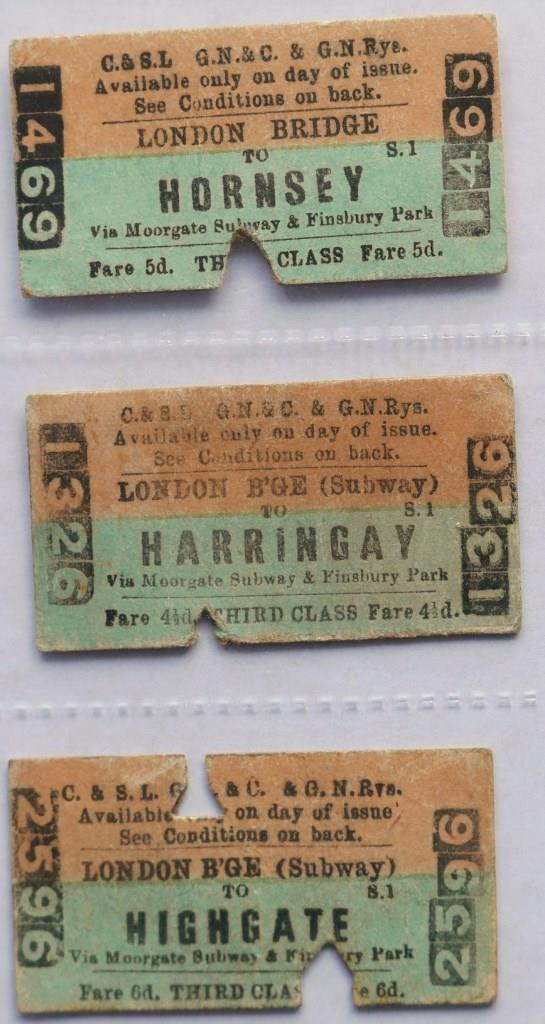 C.&S.L G.N.&C. & G.N.Rys.
Available only on day of issue.
See Conditions on back.
LONDON BRIDGE
TO S.1
HORNSEY
Via Moorgate Subway & Finsbury Park
Fare 5d. TH CLASS Fare 5d.
1469
1469
C.&S.L G.N.&C. & G.N.Rys.
Available only on day of issue.
See Conditions on back.
LONDON B'GE (Subway)
TO S.1
HARRINGAY
Via Moorgate Subway & Finsbury Park
Fare 4½d. THIRD CLASS Fare 4½d.
1326
1326
C. & S.L. G . & C. & G.N.Rys.
Available on day of issue
See Conditions on back.
LONDON B'GE (Subway)
TO S.1
HIGHGATE
Via Moorgate Subway & Finsbury Park
Fare 6d. THIRD CLA e 6d.
2596
2596